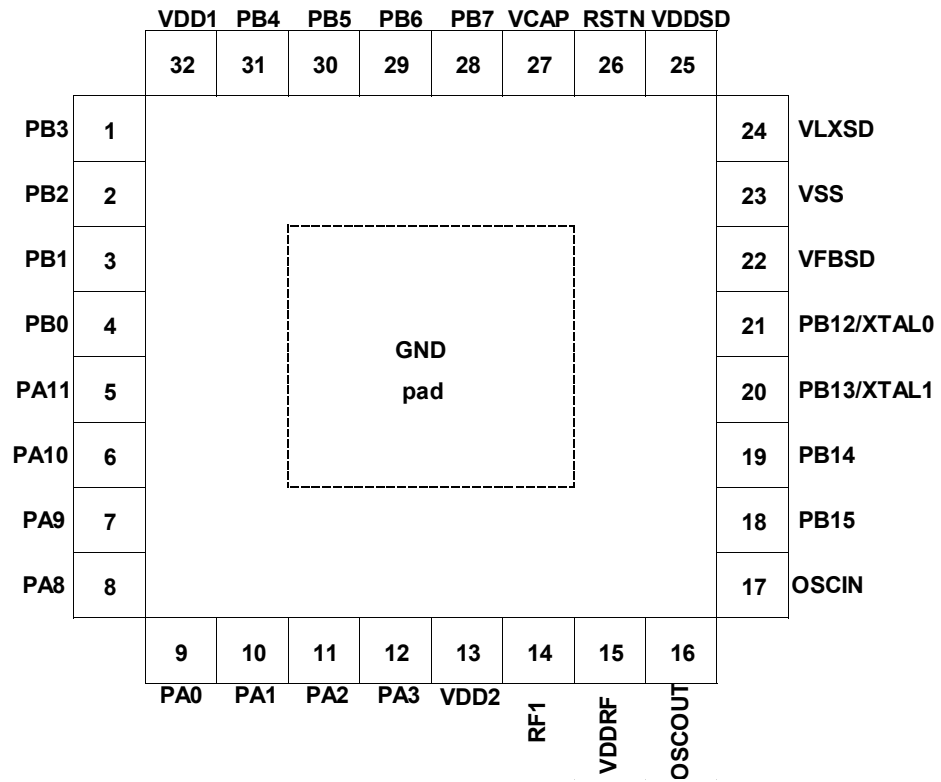 VDD1 PB4 PB5 PB6 PB7 VCAP RSTN VDDSD
32 31 30 29 28 27 26 25
PB3 1 24 VLXSD
PB2 2 23 VSS
PB1 3 22 VFBSD
PB0 4 21 PB12/XTAL0
GND
PA11 5 pad 20 PB13/XTAL1
PA10 6 19 PB14
PA9 7 18 PB15
PA8 8 17 OSCIN
9 10 11 12 13 14 15 16
PA0 PA1 PA2 PA3 VDD2 RF1 VDDRF OSCOUT